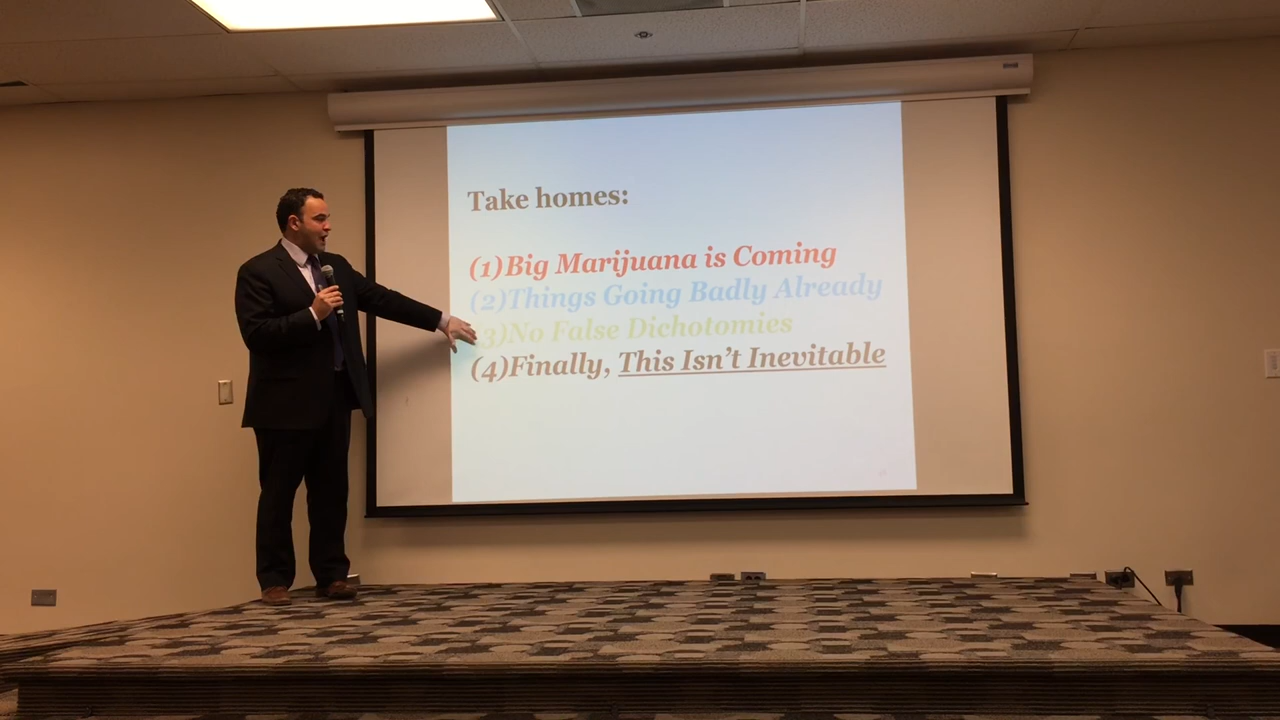 Take homes:
(1)Big Marijuana is Coming
(2)Things Going Badly Already
3)No False Dichotomies
(4)Finally, This Isn't Inevitable